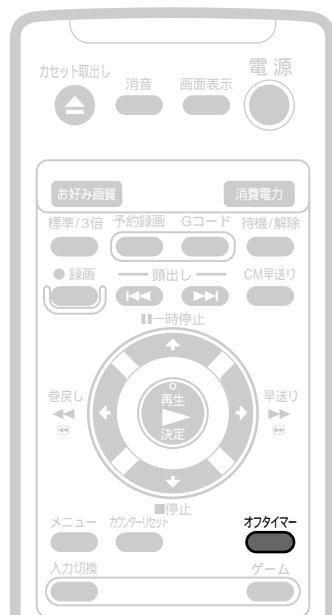 カセット取出し
消音
画面表示
電源
お好み画質
消費電力
標準/3倍
予約録画
Gコード
待機/解除
●録画
頭出し
CM早送り
一時停止
巻戻し
再生
決定
早送り
■停止
メニュー
カウンターリセット
オフタイマー
入力切換
ゲーム